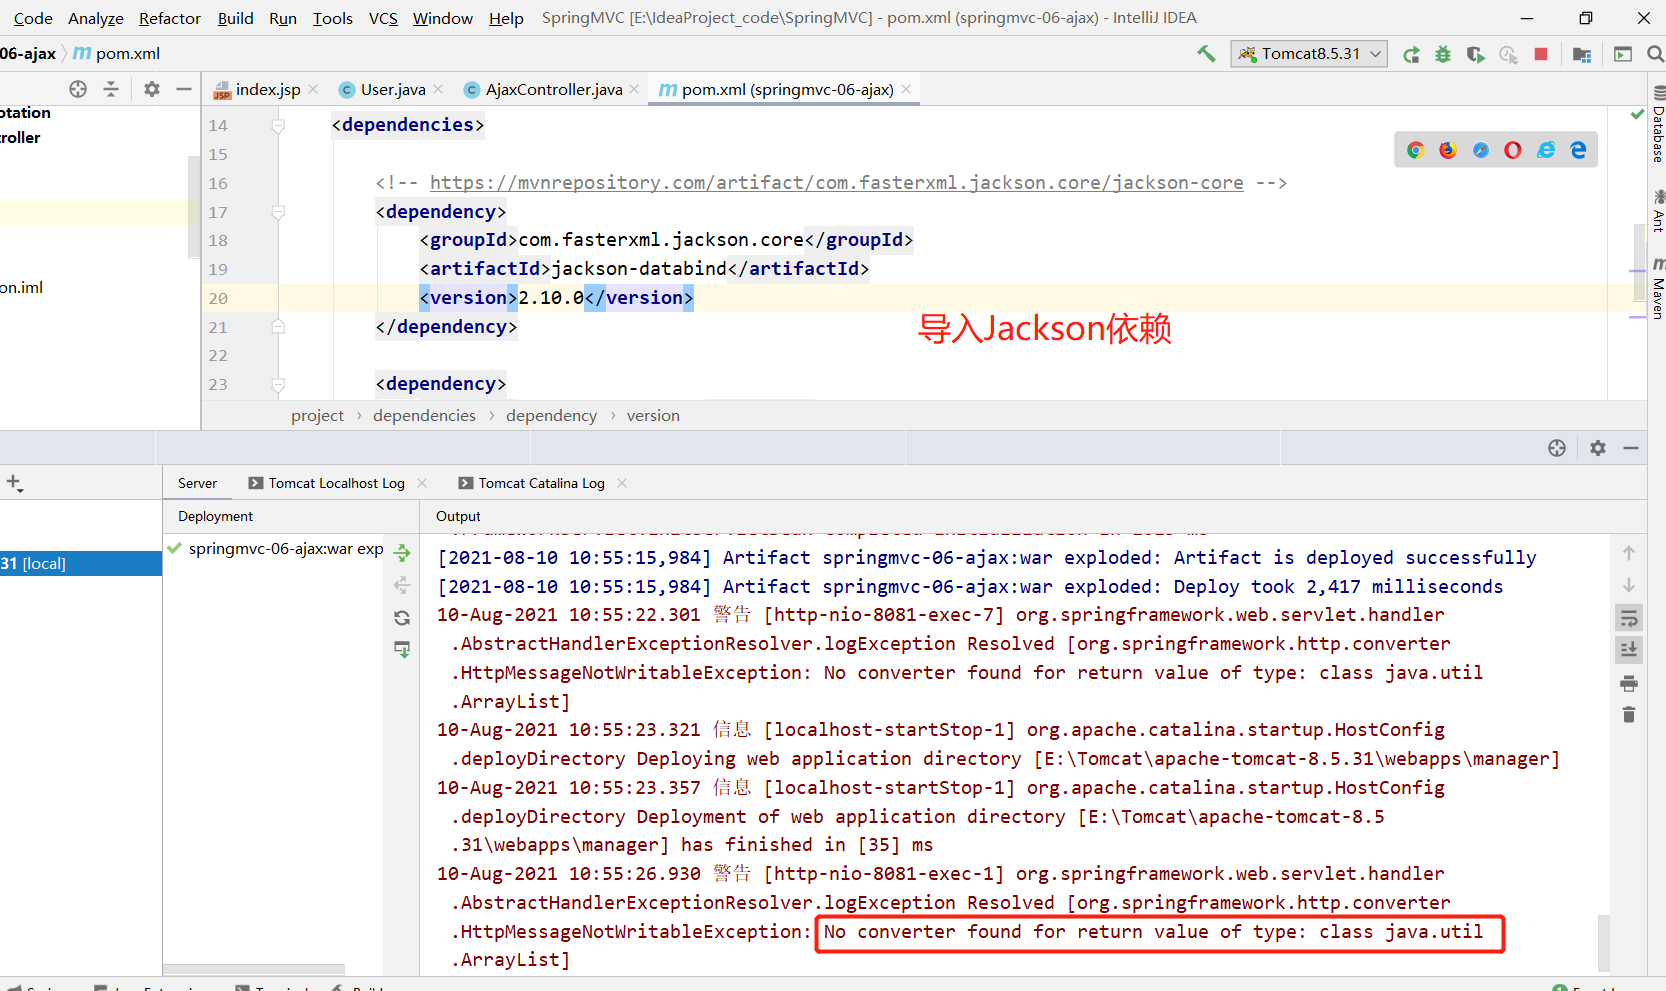 Code Analyze Refactor Build Run Tools VCS Window Help SpringMVC [E:\IdeaProject_code\SpringMVC] - pom.xml (springmvc-06-ajax) - IntelliJ IDEA
06-ajax pom.xml
Tomcat8.5.31
index.jsp User.java AjaxController.java pom.xml (springmvc-06-ajax)
otation
roller
on.iml
14 <dependencies>
15
16 <!-- https://mvnrepository.com/artifact/com.fasterxml.jackson.core/jackson-core -->
17 <dependency>
18 <groupId>com.fasterxml.jackson.core</groupId>
19 <artifactId>jackson-databind</artifactId>
20 <version>2.10.0</version>
21 </dependency>
导入Jackson依赖
22
23 <dependency>
project › dependencies › dependency › version
Database
Ant
Maven
Server Tomcat Localhost Log Tomcat Catalina Log
Deployment Output
springmvc-06-ajax:war exp
31 [local]
[2021-08-10 10:55:15,984] Artifact springmvc-06-ajax:war exploded: Artifact is deployed successfully
[2021-08-10 10:55:15,984] Artifact springmvc-06-ajax:war exploded: Deploy took 2,417 milliseconds
10-Aug-2021 10:55:22.301 警告 [http-nio-8081-exec-7] org.springframework.web.servlet.handler
.AbstractHandlerExceptionResolver.logException Resolved [org.springframework.http.converter
.HttpMessageNotWritableException: No converter found for return value of type: class java.util
.ArrayList]
10-Aug-2021 10:55:23.321 信息 [localhost-startStop-1] org.apache.catalina.startup.HostConfig
.deployDirectory Deploying web application directory [E:\Tomcat\apache-tomcat-8.5.31\webapps\manager]
10-Aug-2021 10:55:23.357 信息 [localhost-startStop-1] org.apache.catalina.startup.HostConfig
.deployDirectory Deployment of web application directory [E:\Tomcat\apache-tomcat-8.5
.31\webapps\manager] has finished in [35] ms
10-Aug-2021 10:55:26.930 警告 [http-nio-8081-exec-1] org.springframework.web.servlet.handler
.AbstractHandlerExceptionResolver.logException Resolved [org.springframework.http.converter
.HttpMessageNotWritableException: No converter found for return value of type: class java.util
.ArrayList]